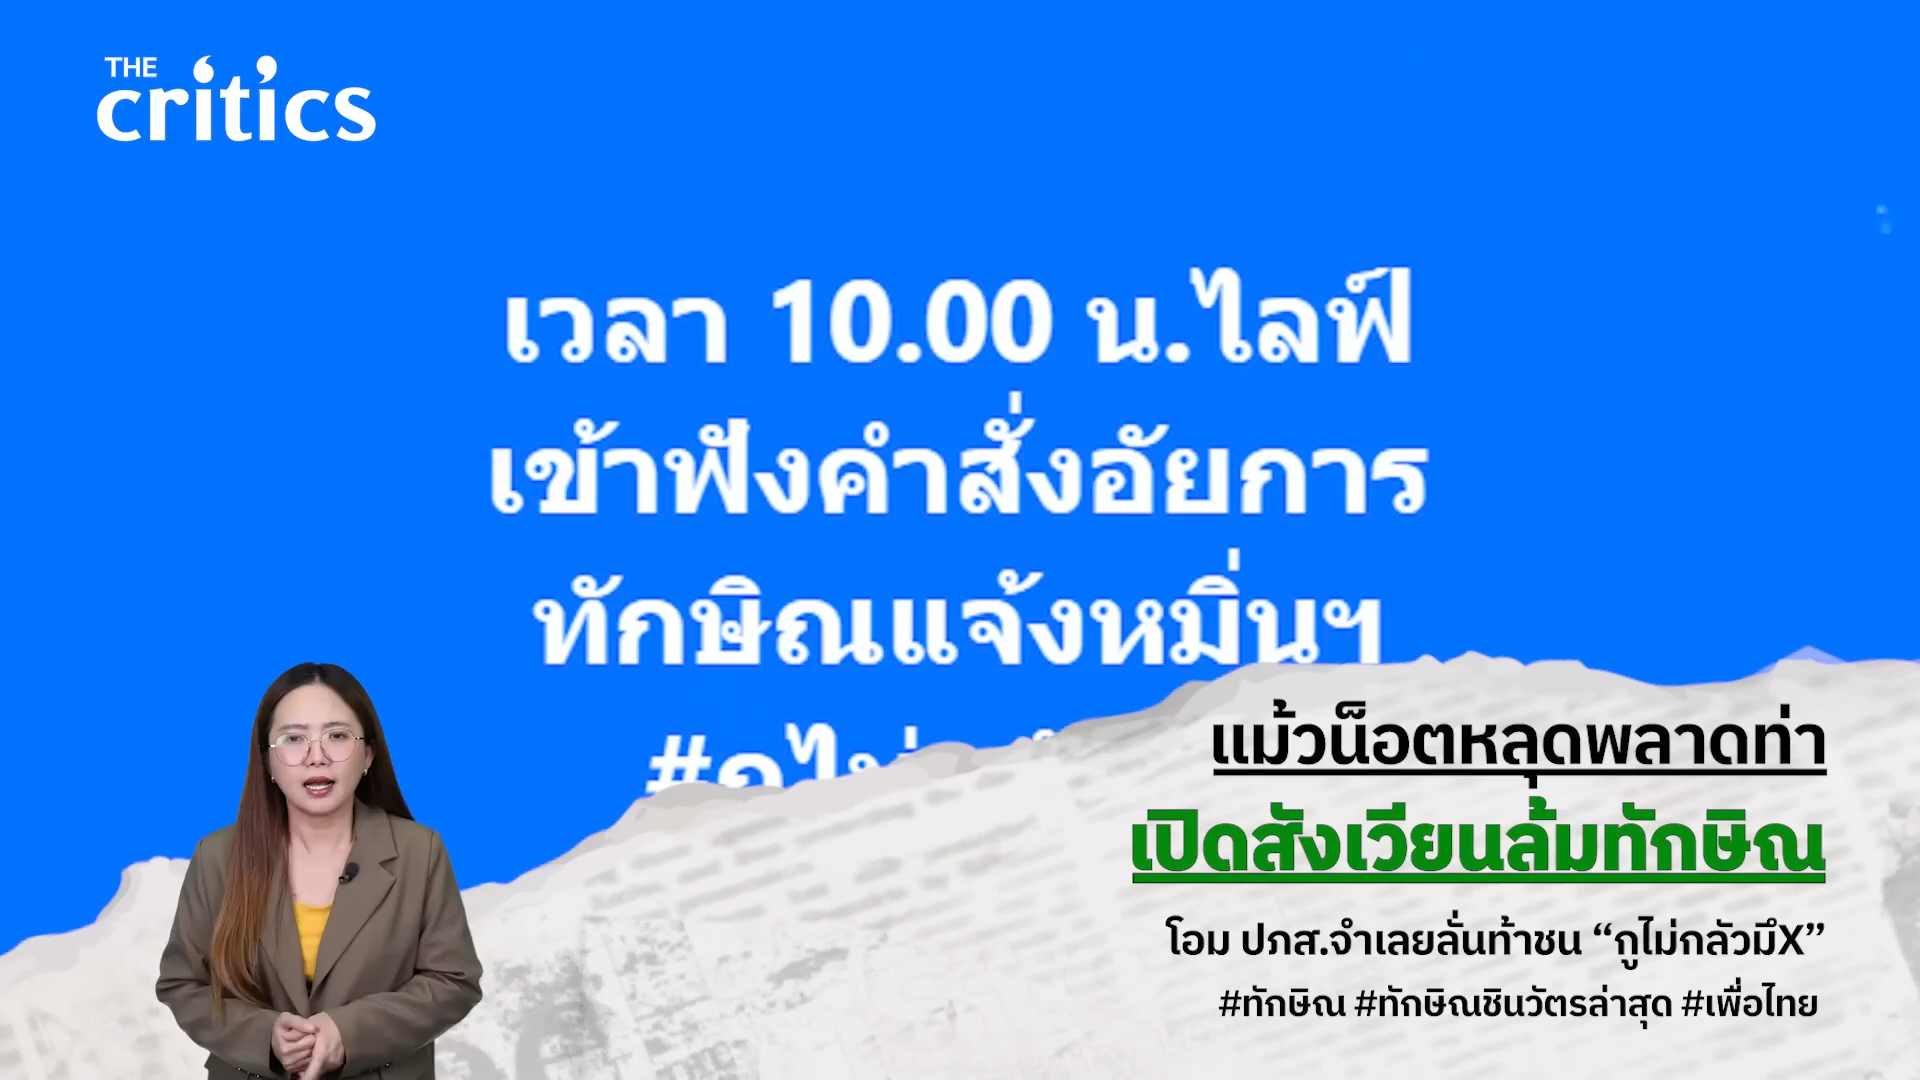 THE
critics
เวลา 10.00 น.ไลฟ์
เข้าฟังคำสั่งอัยการ
ทักษิณแจ้งหมิ่นฯ
แม้วน็อตหลุดพลาดท่า
เปิดสังเวียนล้มทักษิณ
โอม ปภส.จำเลยลั่นท้าชน “กูไม่กลัวมึX”
#ทักษิณ #ทักษิณชินวัตรล่าสุด #เพื่อไทย